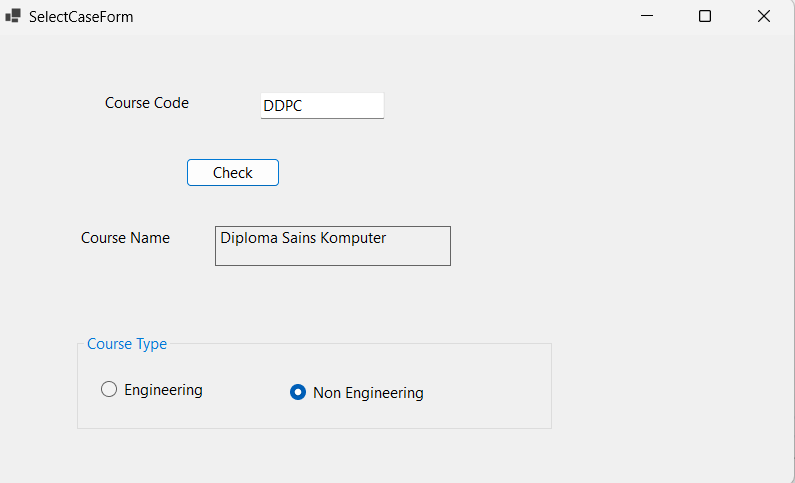 SelectCaseForm
Course Code DDPC
Check
Course Name Diploma Sains Komputer
Course Type
Engineering Non Engineering